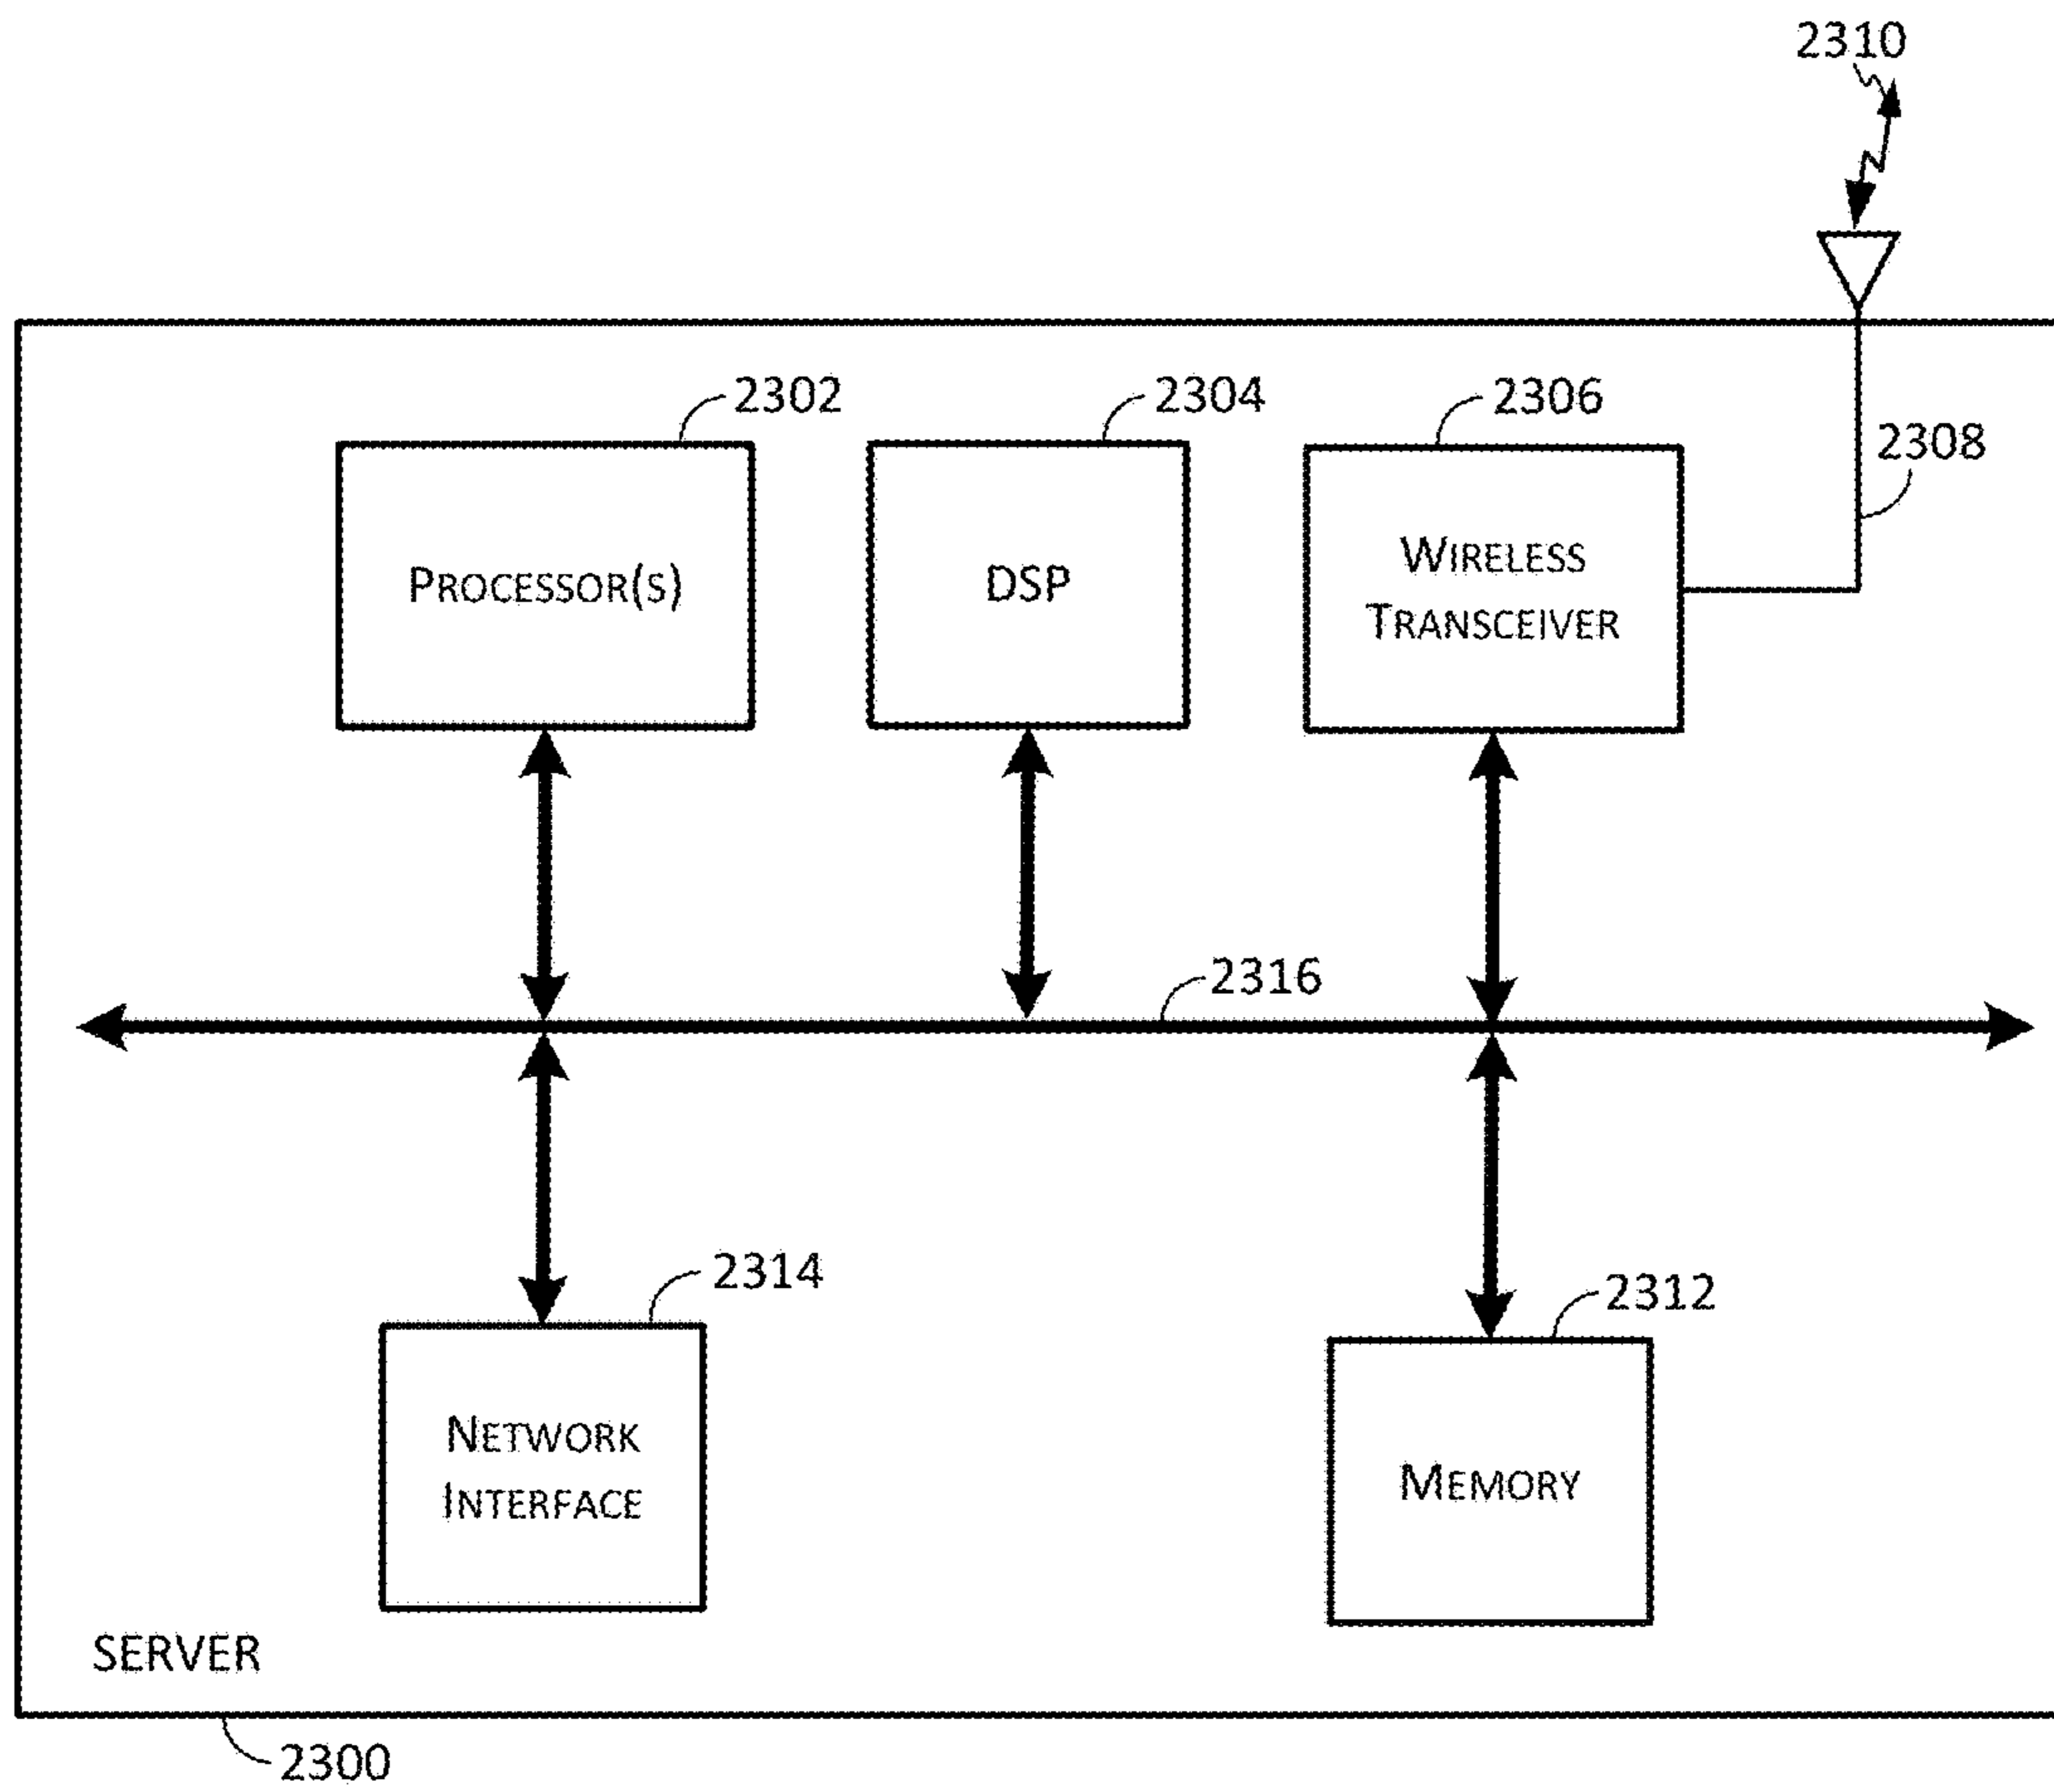 2310
2302
2304
2306
2308
PROCESSOR(S)
DSP
WIRELESS
TRANSCEIVER
2316
2314
2312
NETWORK
INTERFACE
MEMORY
SERVER
2300